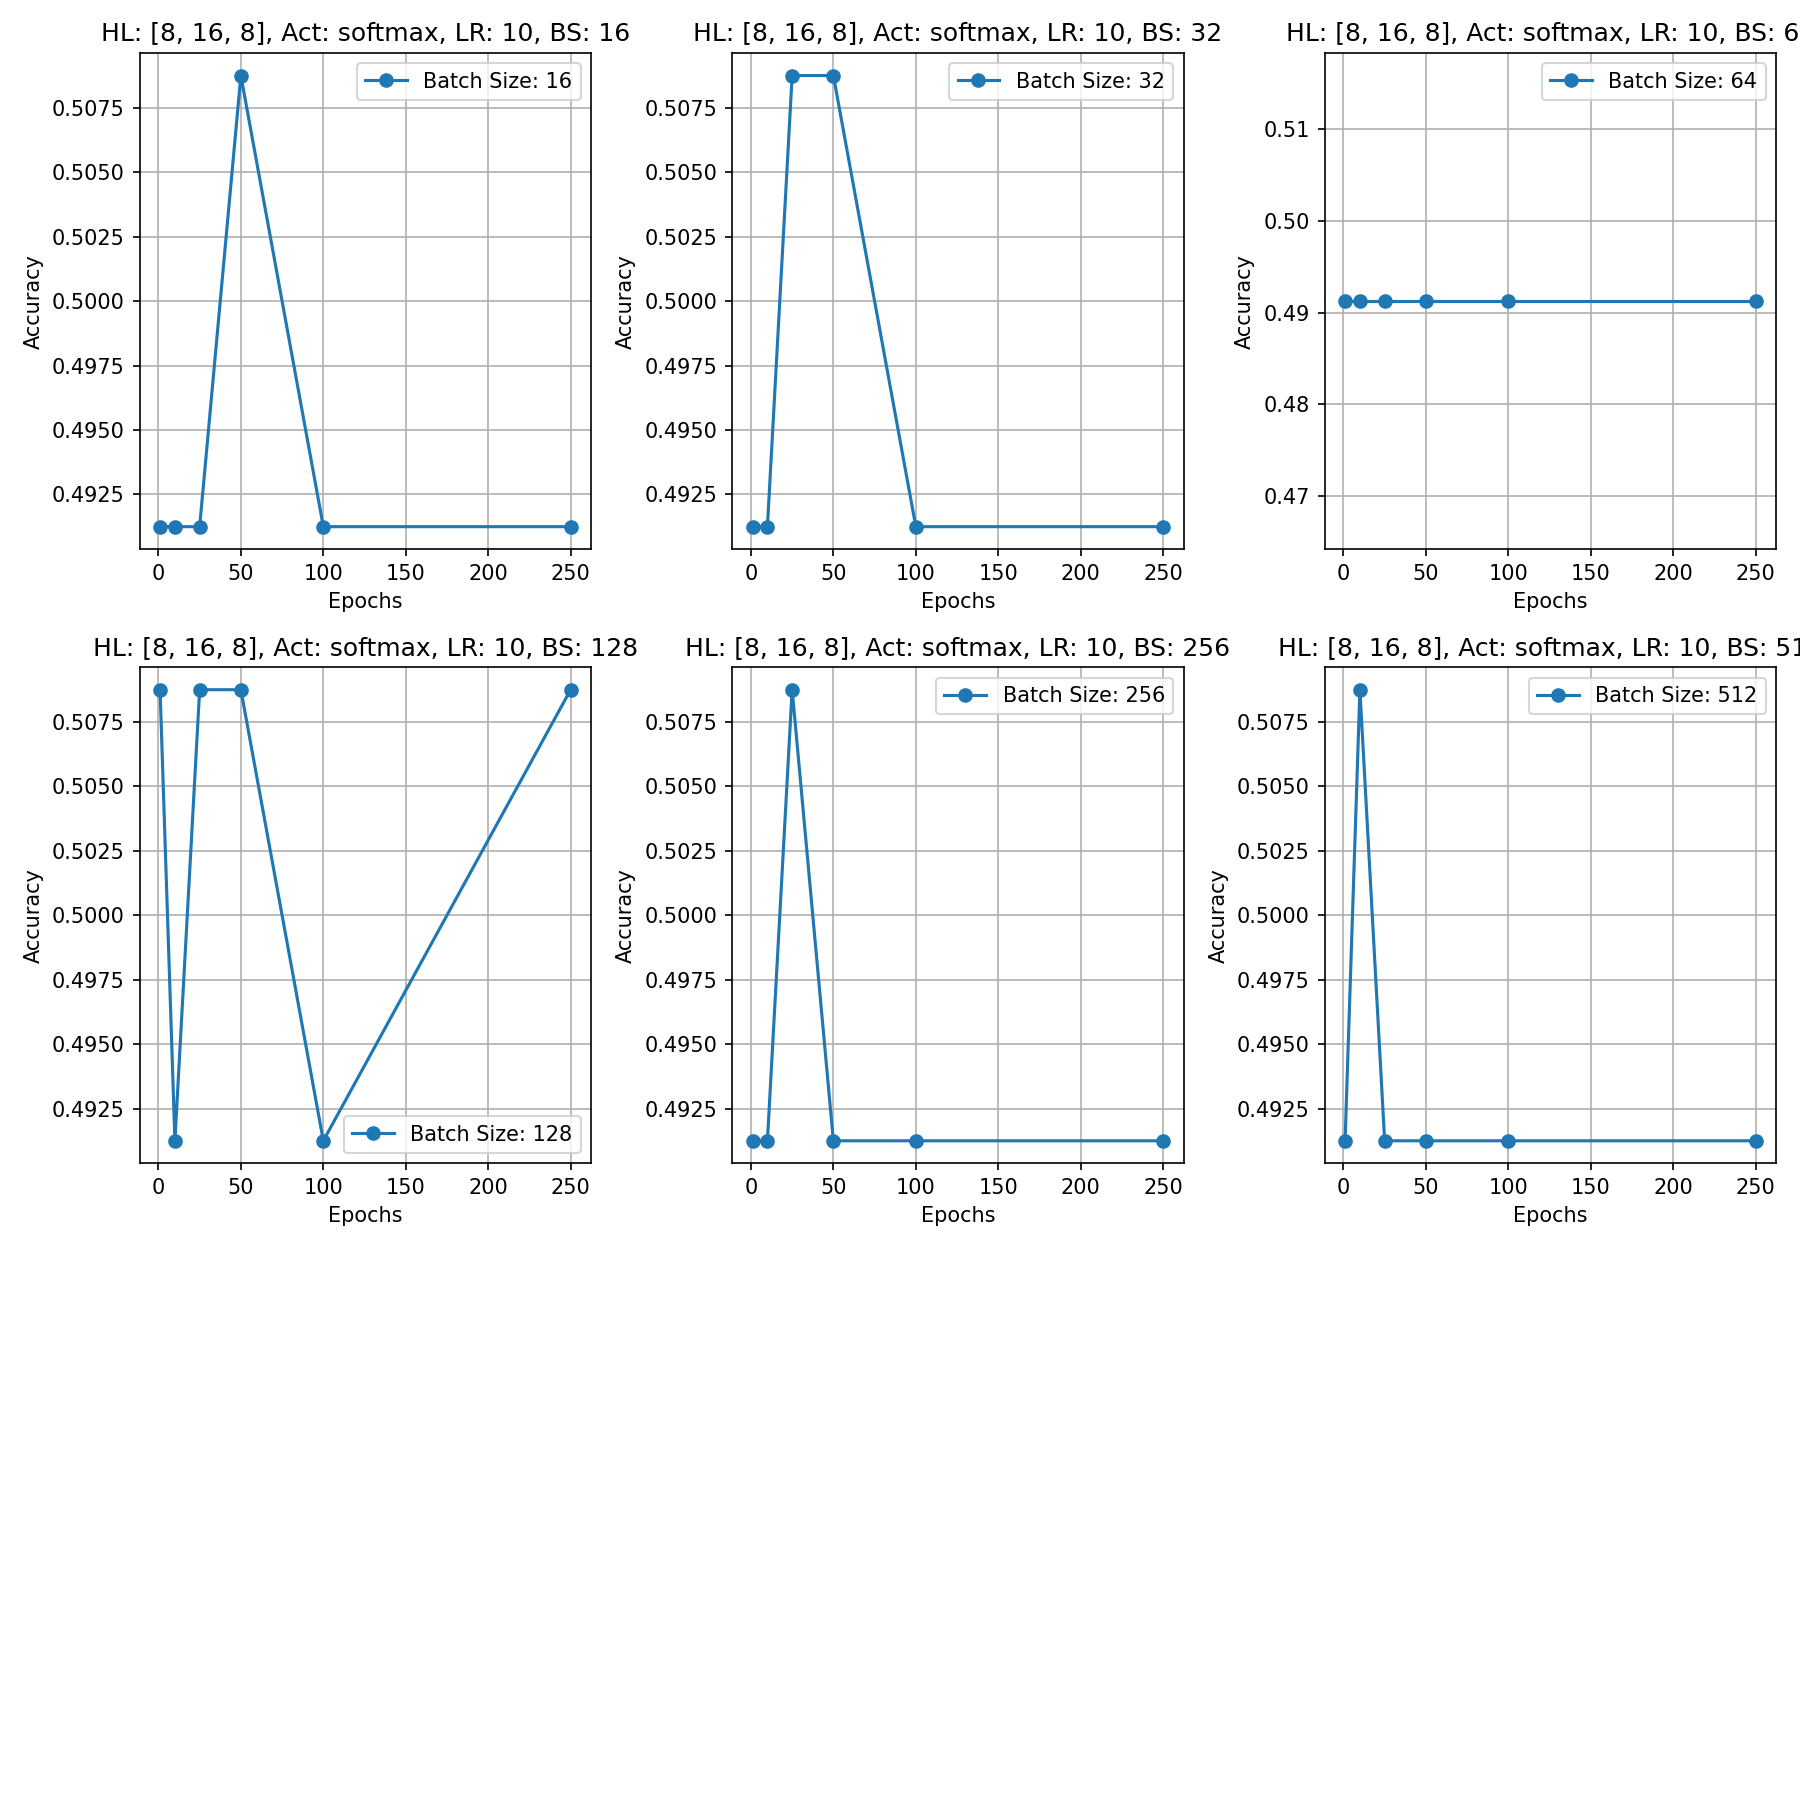 HL: [8, 16, 8], Act: softmax, LR: 10, BS: 16
Batch Size: 16
0.5075
0.5050
0.5025
0.5000
0.4975
0.4950
0.4925
Accuracy
0 50 100 150 200 250
Epochs
HL: [8, 16, 8], Act: softmax, LR: 10, BS: 32
Batch Size: 32
0.5075
0.5050
0.5025
0.5000
0.4975
0.4950
0.4925
Accuracy
0 50 100 150 200 250
Epochs
HL: [8, 16, 8], Act: softmax, LR: 10, BS: 6
Batch Size: 64
0.51
0.50
0.49
0.48
0.47
Accuracy
0 50 100 150 200 250
Epochs
HL: [8, 16, 8], Act: softmax, LR: 10, BS: 128
Batch Size: 128
0.5075
0.5050
0.5025
0.5000
0.4975
0.4950
0.4925
Accuracy
0 50 100 150 200 250
Epochs
HL: [8, 16, 8], Act: softmax, LR: 10, BS: 256
Batch Size: 256
0.5075
0.5050
0.5025
0.5000
0.4975
0.4950
0.4925
Accuracy
0 50 100 150 200 250
Epochs
HL: [8, 16, 8], Act: softmax, LR: 10, BS: 51
Batch Size: 512
0.5075
0.5050
0.5025
0.5000
0.4975
0.4950
0.4925
Accuracy
0 50 100 150 200 250
Epochs